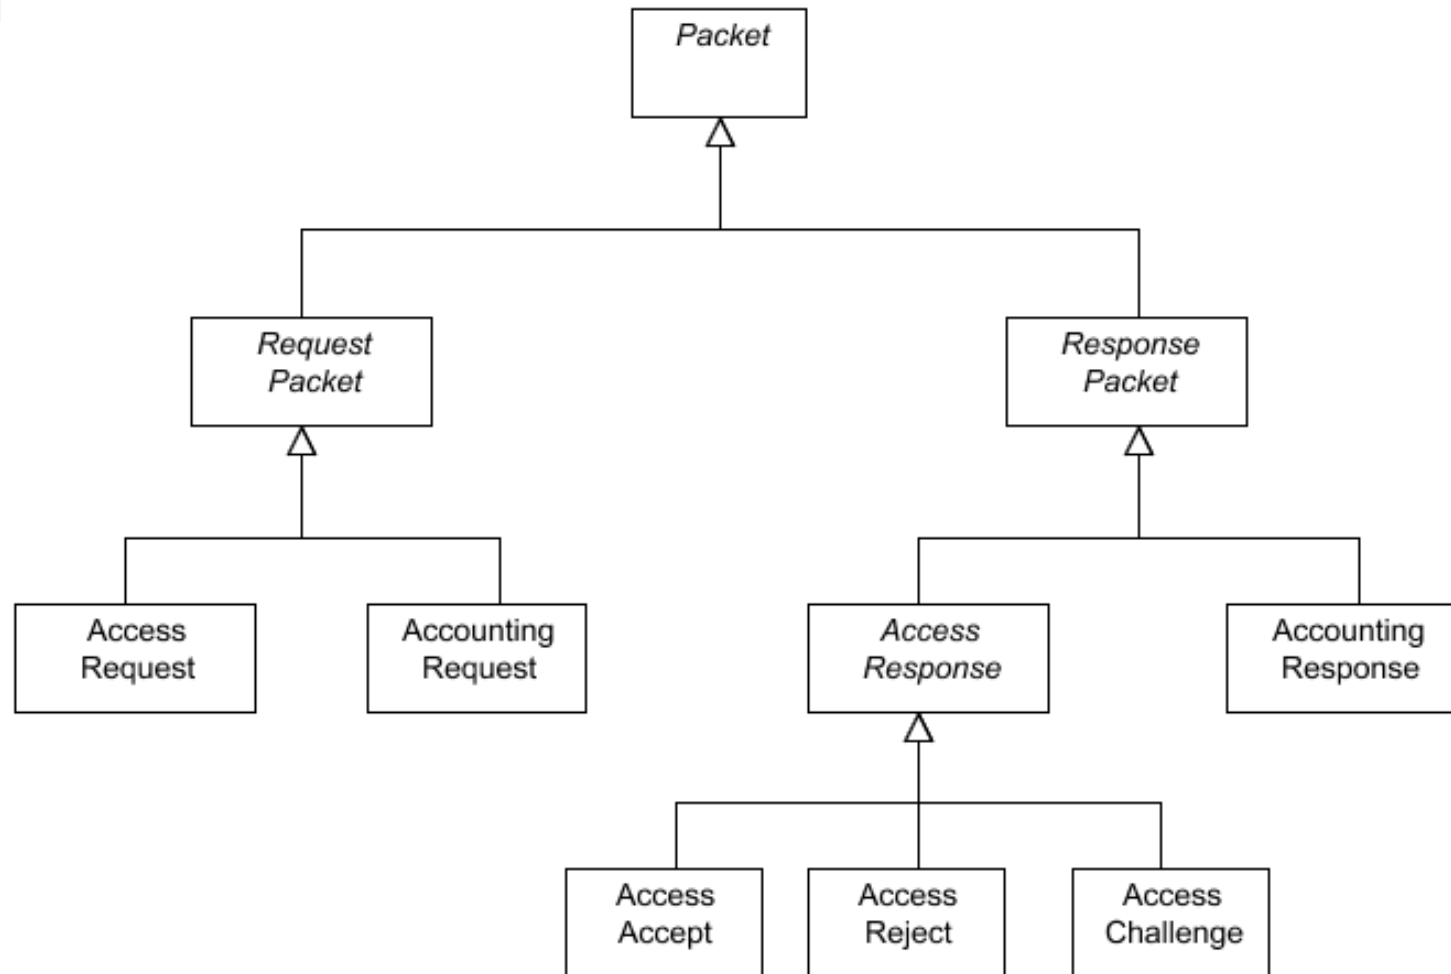 Packet
Request
Packet
Response
Packet
Access
Request
Accounting
Request
Access
Response
Accounting
Response
Access
Accept
Access
Reject
Access
Challenge